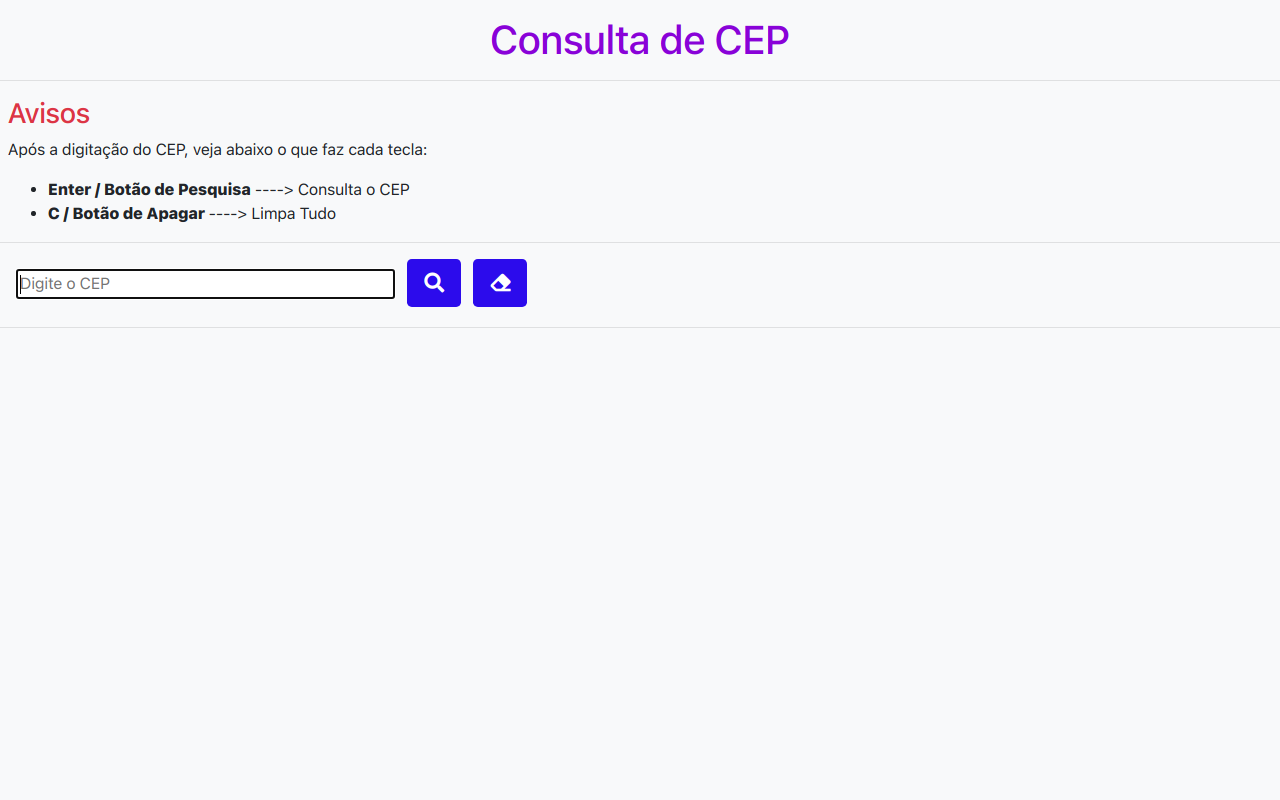 Consulta de CEP
Avisos
Após a digitação do CEP, veja abaixo o que faz cada tecla:
Enter / Botão de Pesquisa ----> Consulta o CEP
C / Botão de Apagar ----> Limpa Tudo
Digite o CEP